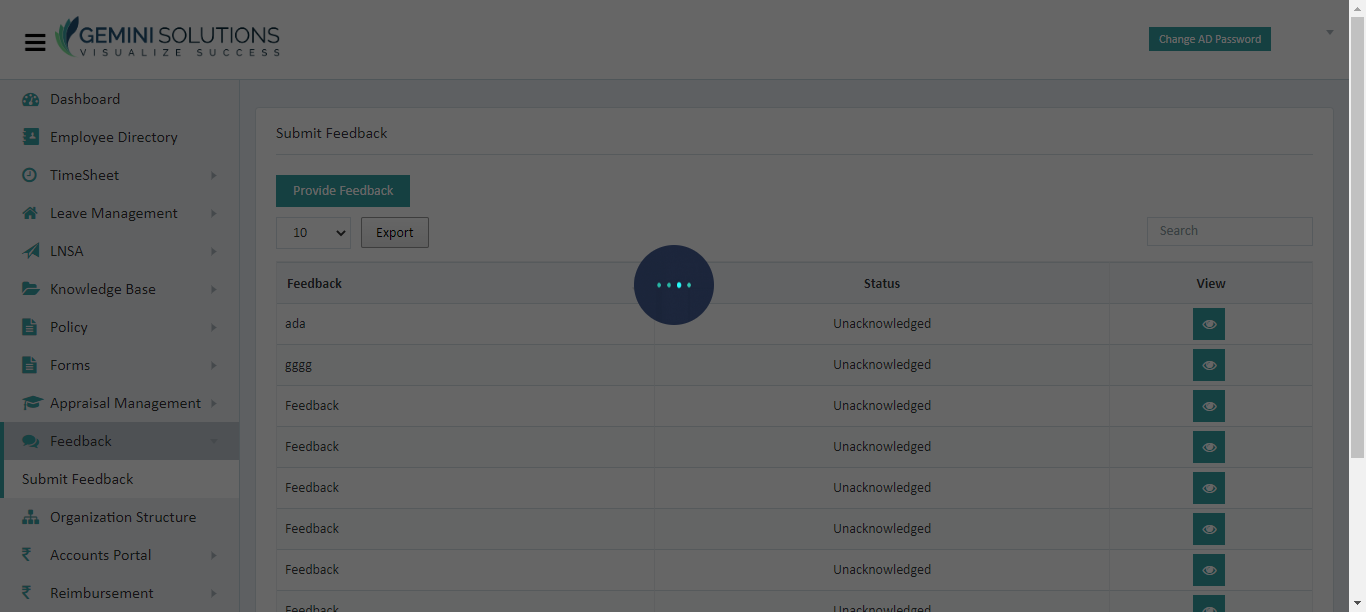 GEMINI SOLUTIONS
VISUALIZE SUCCESS
Change AD Password
Dashboard
Employee Directory
TimeSheet
Leave Management
LNSA
Knowledge Base
Policy
Forms
Appraisal Management
Feedback
Submit Feedback
Organization Structure
Accounts Portal
Reimbursement
Submit Feedback
Provide Feedback
10 Export Search
Feedback Status View
ada Unacknowledged
gggg Unacknowledged
Feedback Unacknowledged
Feedback Unacknowledged
Feedback Unacknowledged
Feedback Unacknowledged
Feedback Unacknowledged
Feedback Unacknowledged